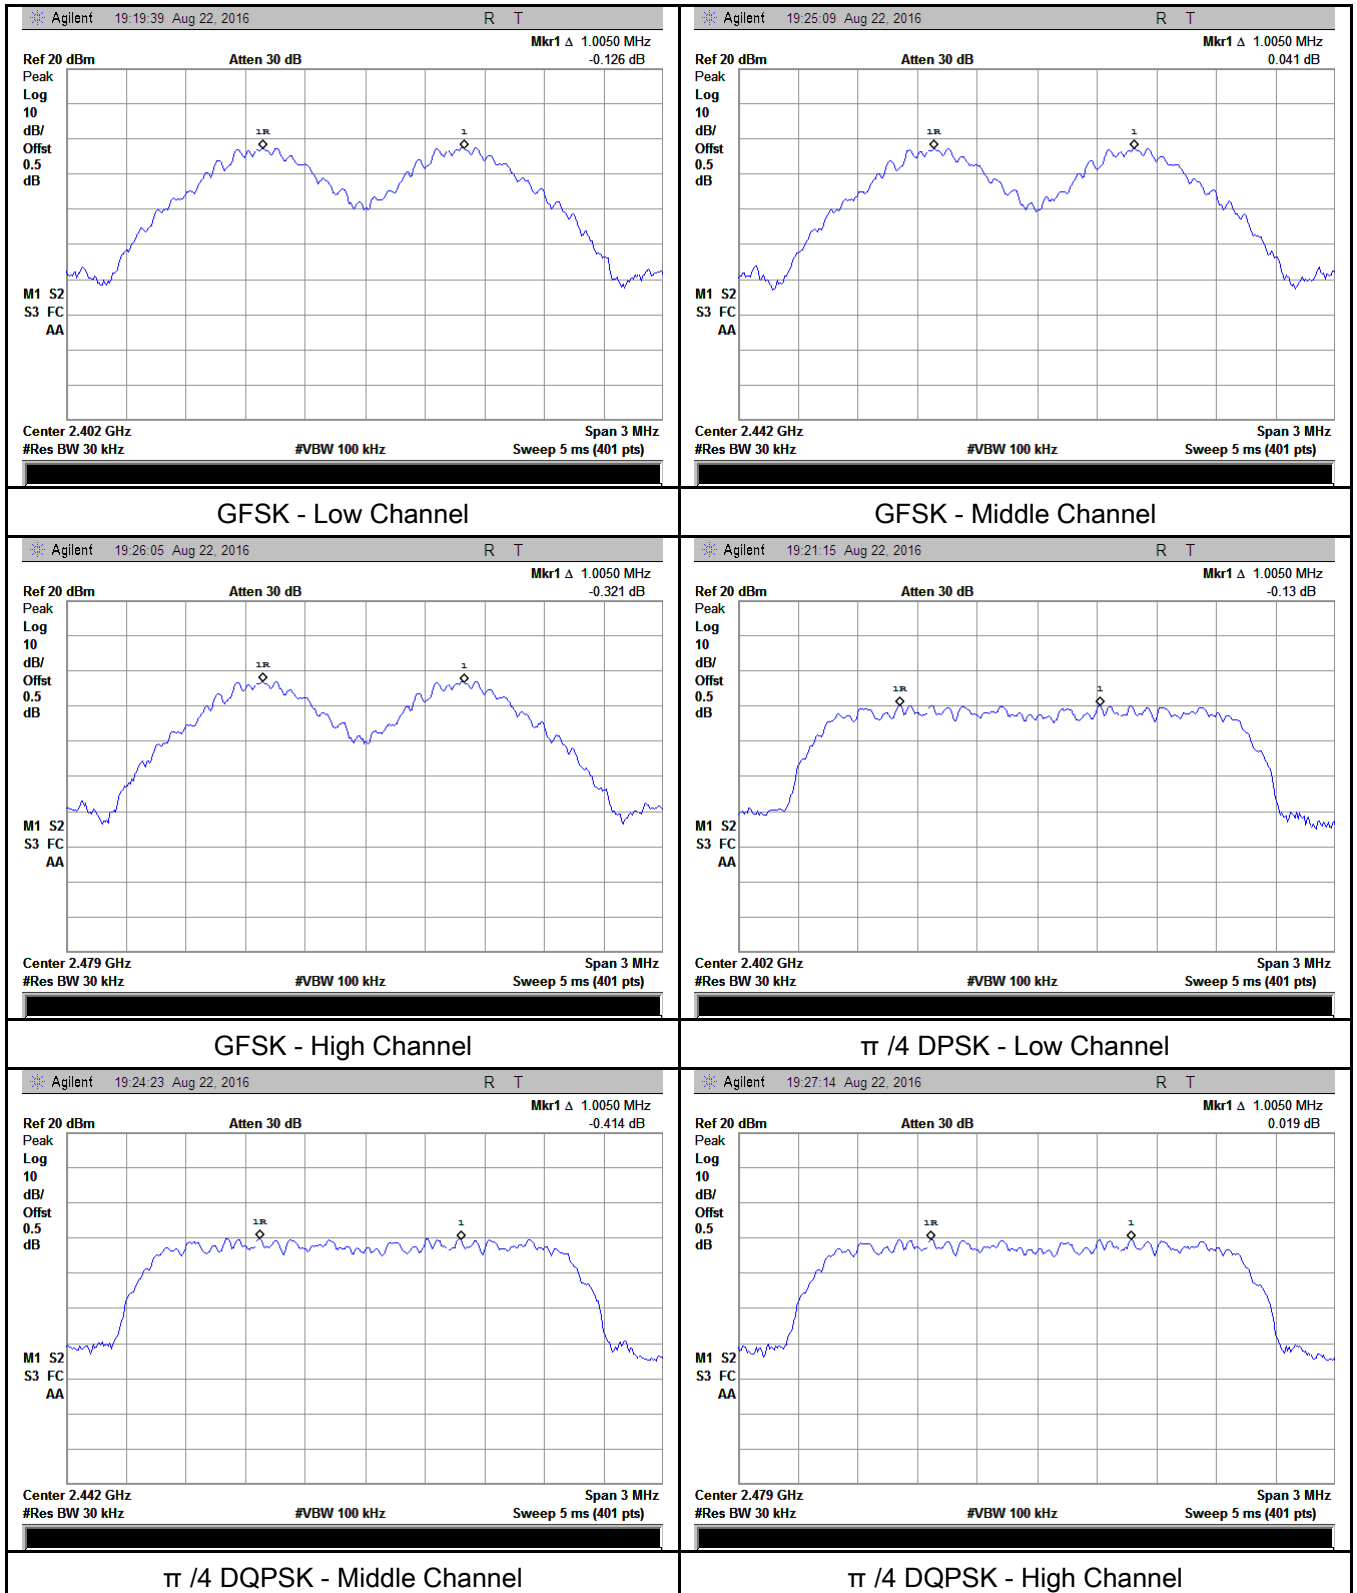 Agilent 19:19:39 Aug 22, 2016 R T
Mkr1 Δ 1.0050 MHz
Ref 20 dBm Atten 30 dB -0.126 dB
Peak
Log
10
dB/
Offst
0.5
dB
1R 1
M1 S2
S3 FC
AA
Center 2.402 GHz Span 3 MHz
#Res BW 30 kHz #VBW 100 kHz Sweep 5 ms (401 pts)
GFSK - Low Channel
Agilent 19:25:09 Aug 22, 2016 R T
Mkr1 Δ 1.0050 MHz
Ref 20 dBm Atten 30 dB 0.041 dB
Peak
Log
10
dB/
Offst
0.5
dB
1R 1
M1 S2
S3 FC
AA
Center 2.442 GHz Span 3 MHz
#Res BW 30 kHz #VBW 100 kHz Sweep 5 ms (401 pts)
GFSK - Middle Channel
Agilent 19:26:05 Aug 22, 2016 R T
Mkr1 Δ 1.0050 MHz
Ref 20 dBm Atten 30 dB -0.321 dB
Peak
Log
10
dB/
Offst
0.5
dB
1R 1
M1 S2
S3 FC
AA
Center 2.479 GHz Span 3 MHz
#Res BW 30 kHz #VBW 100 kHz Sweep 5 ms (401 pts)
GFSK - High Channel
Agilent 19:21:15 Aug 22, 2016 R T
Mkr1 Δ 1.0050 MHz
Ref 20 dBm Atten 30 dB -0.13 dB
Peak
Log
10
dB/
Offst
0.5
dB
1R 1
M1 S2
S3 FC
AA
Center 2.402 GHz Span 3 MHz
#Res BW 30 kHz #VBW 100 kHz Sweep 5 ms (401 pts)
π /4 DPSK - Low Channel
Agilent 19:24:23 Aug 22, 2016 R T
Mkr1 Δ 1.0050 MHz
Ref 20 dBm Atten 30 dB -0.414 dB
Peak
Log
10
dB/
Offst
0.5
dB
1R 1
M1 S2
S3 FC
AA
Center 2.442 GHz Span 3 MHz
#Res BW 30 kHz #VBW 100 kHz Sweep 5 ms (401 pts)
π /4 DQPSK - Middle Channel
Agilent 19:27:14 Aug 22, 2016 R T
Mkr1 Δ 1.0050 MHz
Ref 20 dBm Atten 30 dB 0.019 dB
Peak
Log
10
dB/
Offst
0.5
dB
1R 1
M1 S2
S3 FC
AA
Center 2.479 GHz Span 3 MHz
#Res BW 30 kHz #VBW 100 kHz Sweep 5 ms (401 pts)
π /4 DQPSK - High Channel